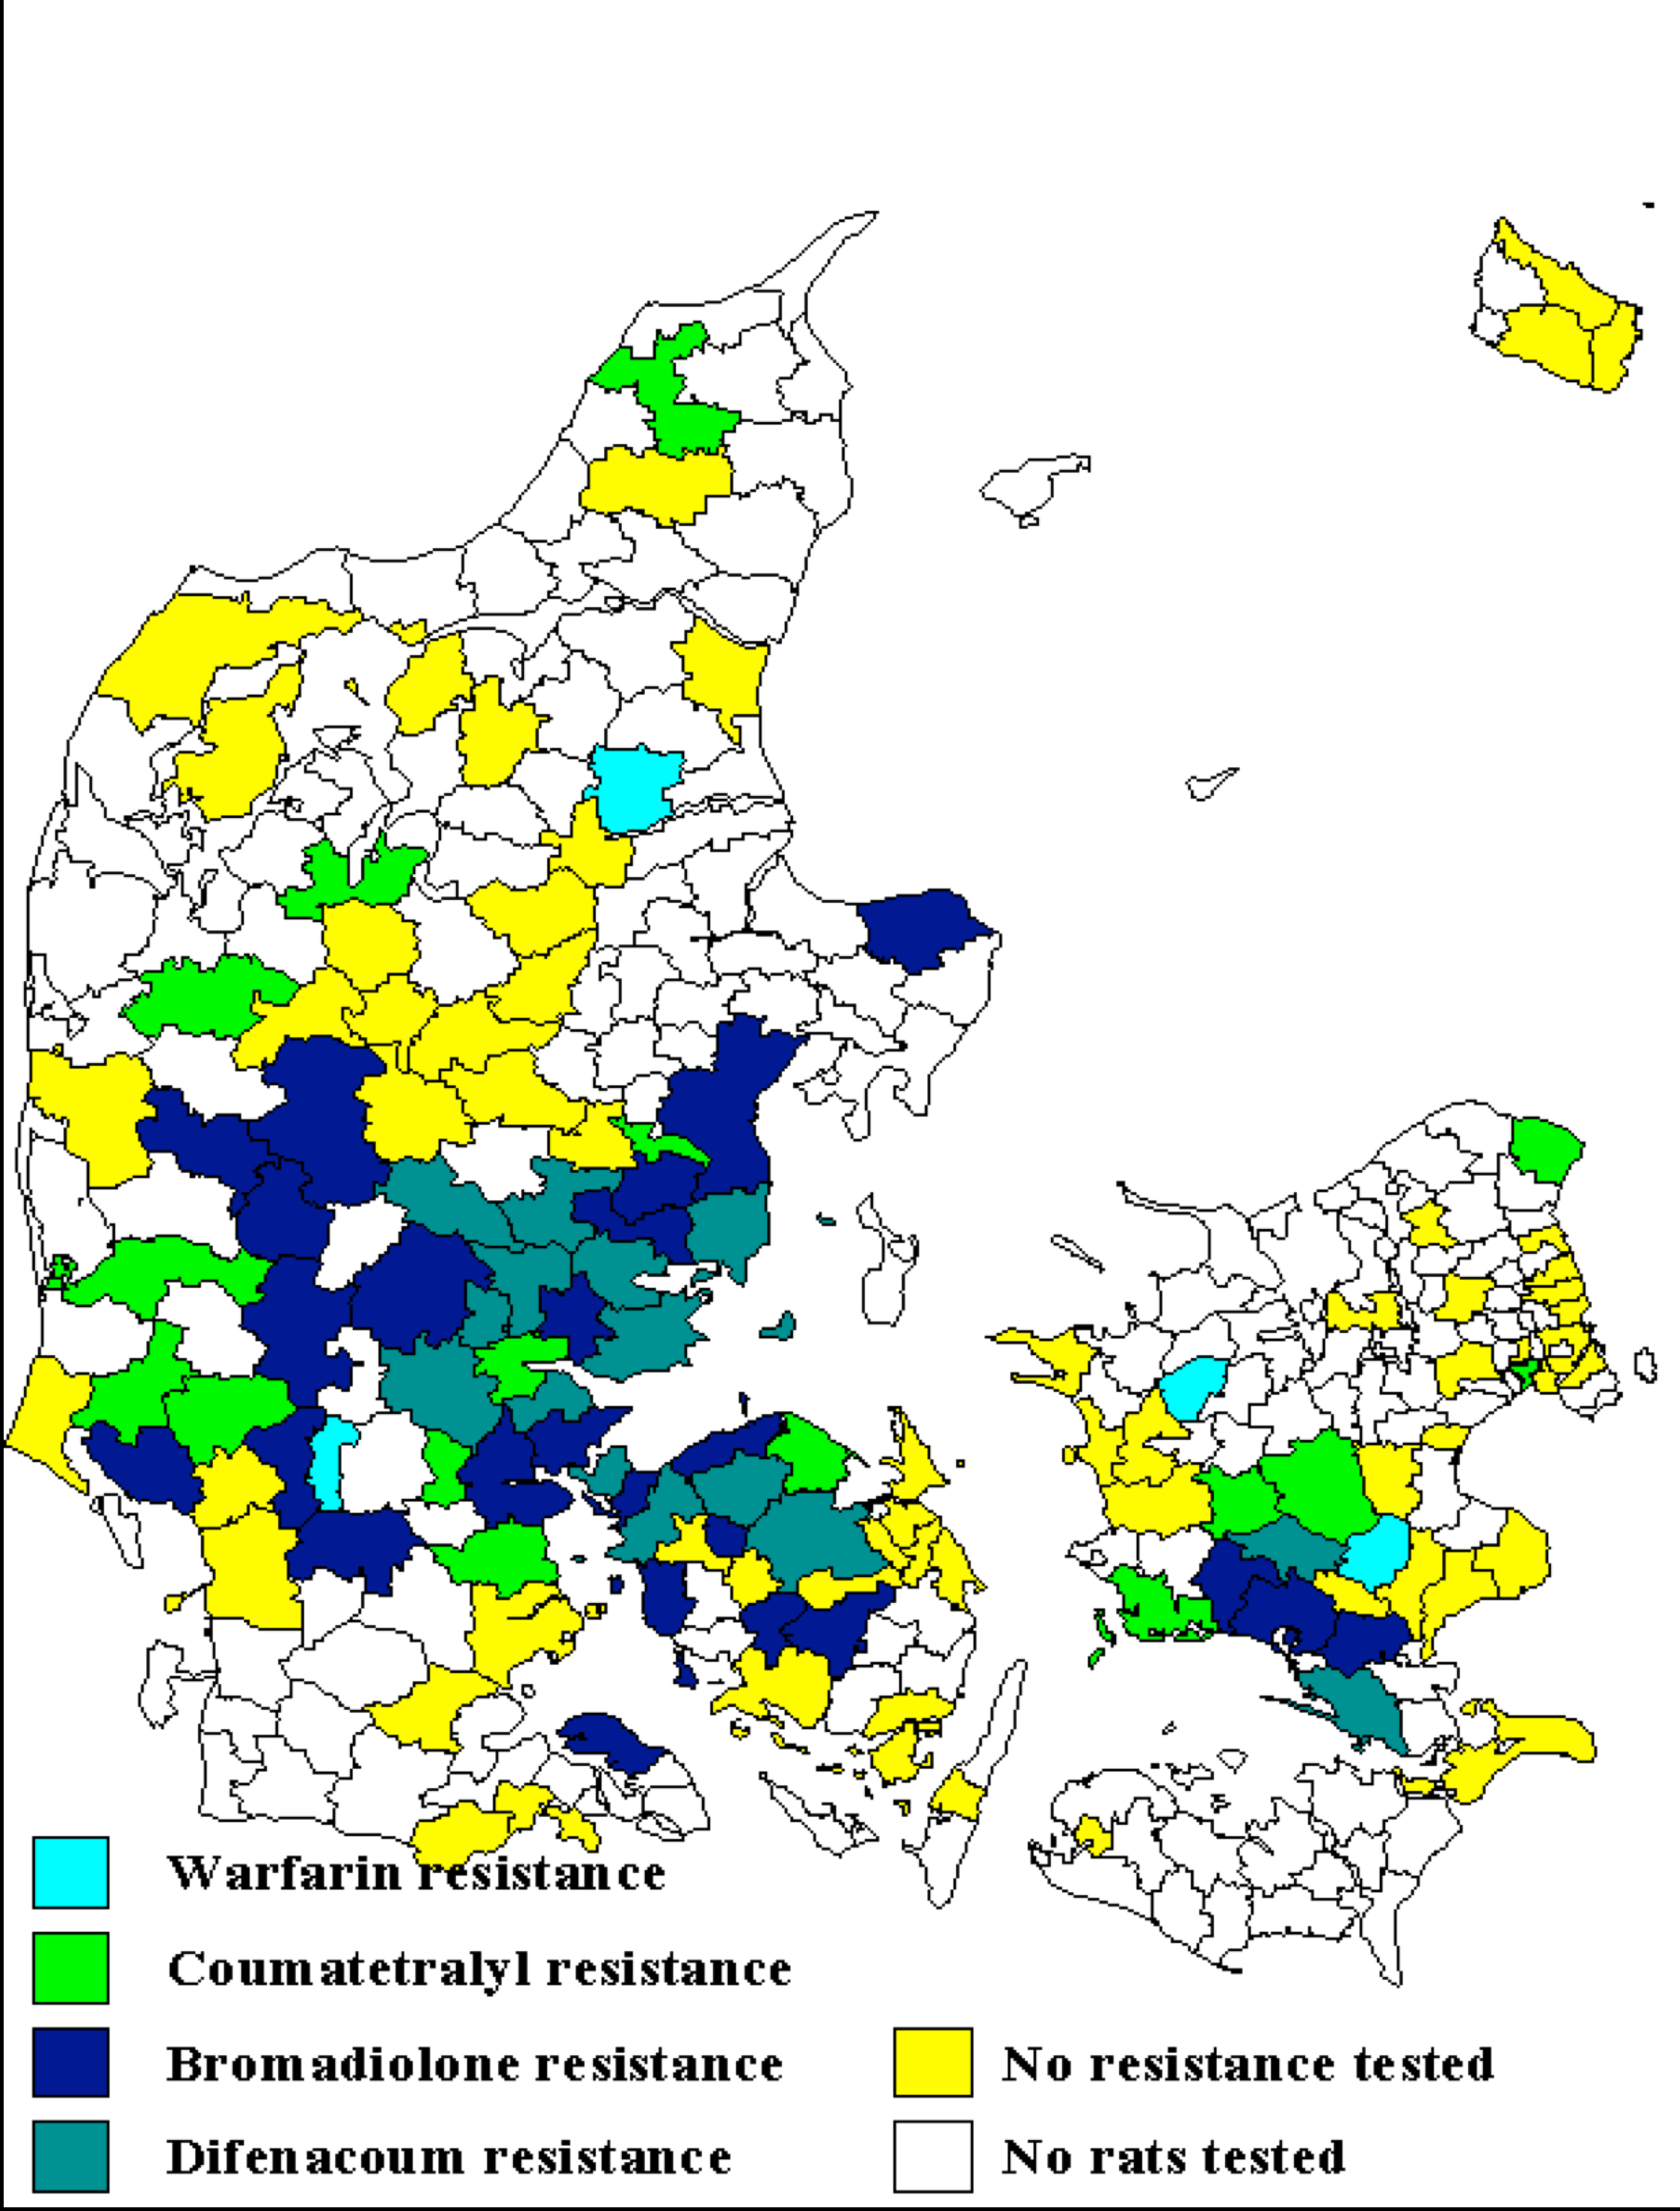 Warfarin resistance
Coumatetralyl resistance
Bromadiolone resistance
Difenacoum resistance
No resistance tested
No rats tested